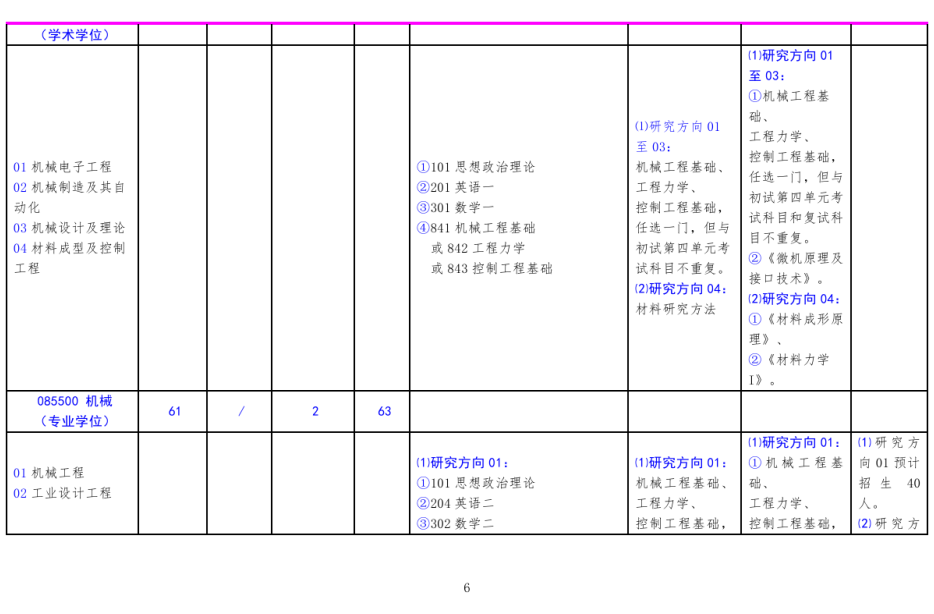 （学术学位）
01 机械电子工程
02 机械制造及其自
动化
03 机械设计及理论
04 材料成型及控制
工程
①101 思想政治理论
②201 英语一
③301 数学一
④841 机械工程基础
或 842 工程力学
或 843 控制工程基础
(1)研究方向 01
至 03：
机械工程基础、
工程力学、
控制工程基础，
任选一门，但与
初试第四单元考
试科目不重复。
(2)研究方向 04：
材料研究方法
(1)研究方向 01
至 03：
①机械工程基
础、
工程力学、
控制工程基础，
任选一门，但与
初试第四单元考
试科目和复试科
目不重复。
②《微机原理及
接口技术》。
(2)研究方向 04：
①《材料成形原
理》、
②《材料力学
I》。
085500 机械
（专业学位）
61
/
2
63
01 机械工程
02 工业设计工程
(1)研究方向 01：
①101 思想政治理论
②204 英语二
③302 数学二
(1)研究方向 01：
机械工程基础、
工程力学、
控制工程基础，
(1)研究方向 01：
①机械工程基
础、
工程力学、
控制工程基础，
(1)研究方
向 01 预计
招生 40
人。
(2)研究方
6